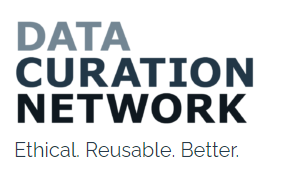 DATA
CURATION
NETWORK
Ethical. Reusable. Better.